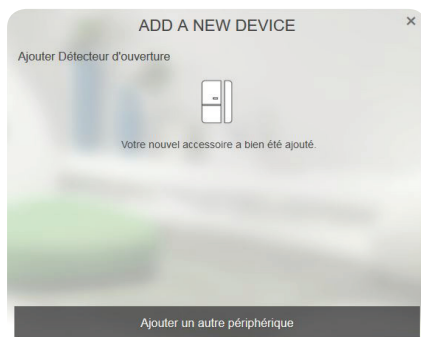 ADD A NEW DEVICE
×
Ajouter Détecteur d'ouverture
Votre nouvel accessoire a bien été ajouté.
Ajouter un autre périphérique